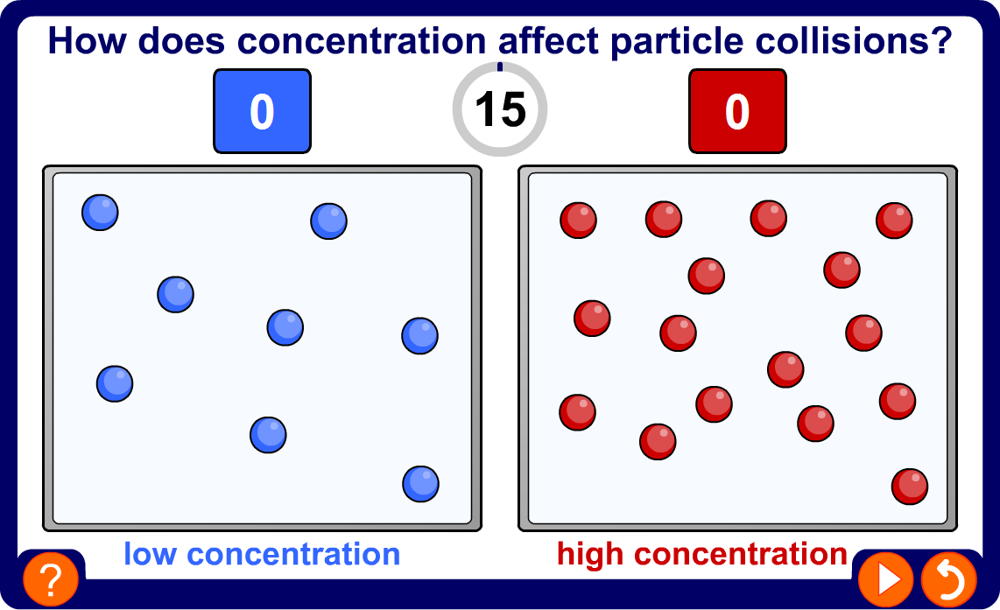 How does concentration affect particle collisions?
0
15
0
low concentration
high concentration
?